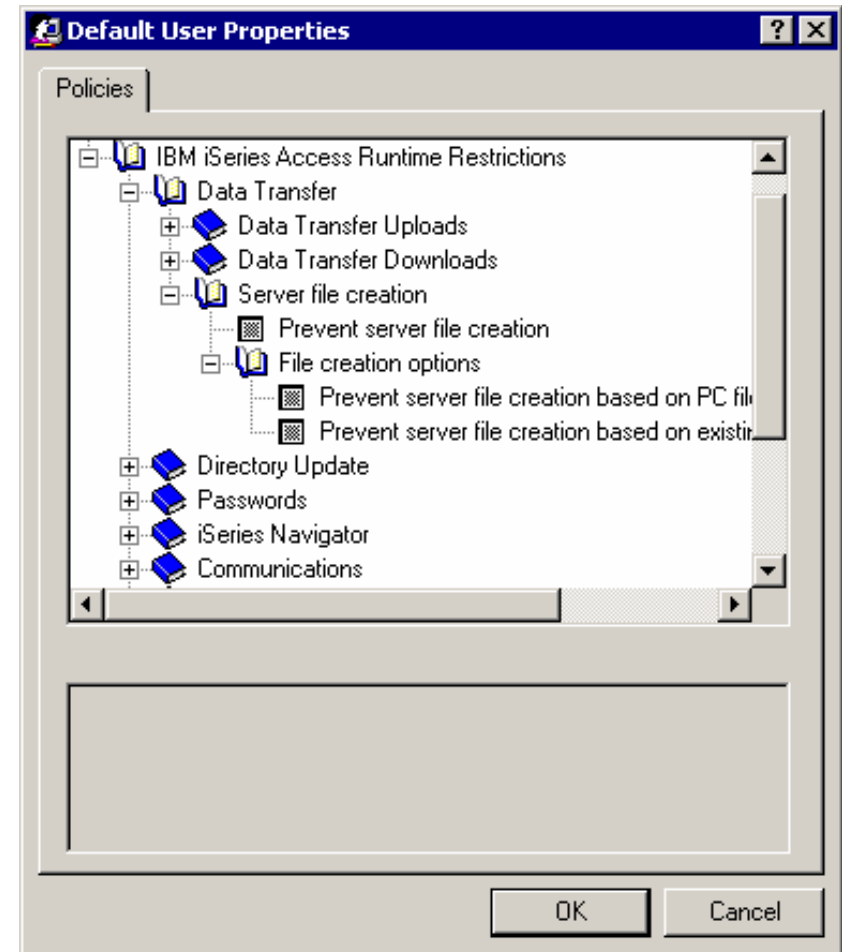 Default User Properties
Policies
IBM iSeries Access Runtime Restrictions
Data Transfer
Data Transfer Uploads
Data Transfer Downloads
Server file creation
Prevent server file creation
File creation options
Prevent server file creation based on PC
Prevent server file creation based on
Directory Update
Passwords
iSeries Navigator
Communications
OK
Cancel